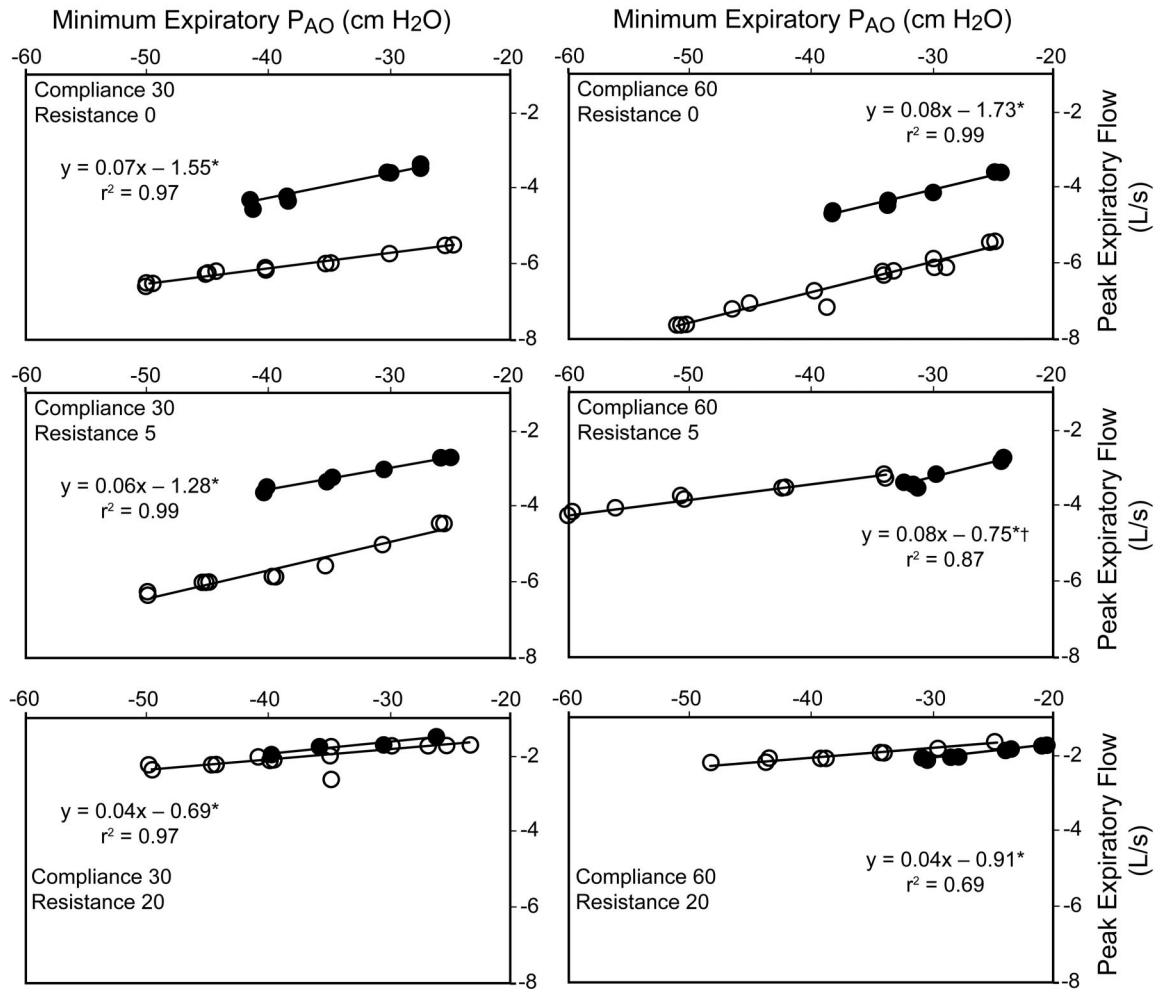 Minimum Expiratory PAO (cm H2O)
Minimum Expiratory PAO (cm H2O)
-60 -50 -40 -30 -20
-60 -50 -40 -30 -20
Compliance 30
Resistance 0
y = 0.07x – 1.55*
r² = 0.97
-2
-4
-6
-8
Compliance 60
Resistance 0
y = 0.08x – 1.73*
r² = 0.99
-2
-4
-6
-8
Peak Expiratory Flow
(L/s)
-60 -50 -40 -30 -20
-60 -50 -40 -30 -20
Compliance 30
Resistance 5
y = 0.06x – 1.28*
r² = 0.99
-2
-4
-6
-8
Compliance 60
Resistance 5
y = 0.08x – 0.75*†
r² = 0.87
-2
-4
-6
-8
Peak Expiratory Flow
(L/s)
-60 -50 -40 -30 -20
-60 -50 -40 -30 -20
y = 0.04x – 0.69*
r² = 0.97
Compliance 30
Resistance 20
-2
-4
-6
-8
y = 0.04x – 0.91*
r² = 0.69
Compliance 60
Resistance 20
-2
-4
-6
-8
Peak Expiratory Flow
(L/s)